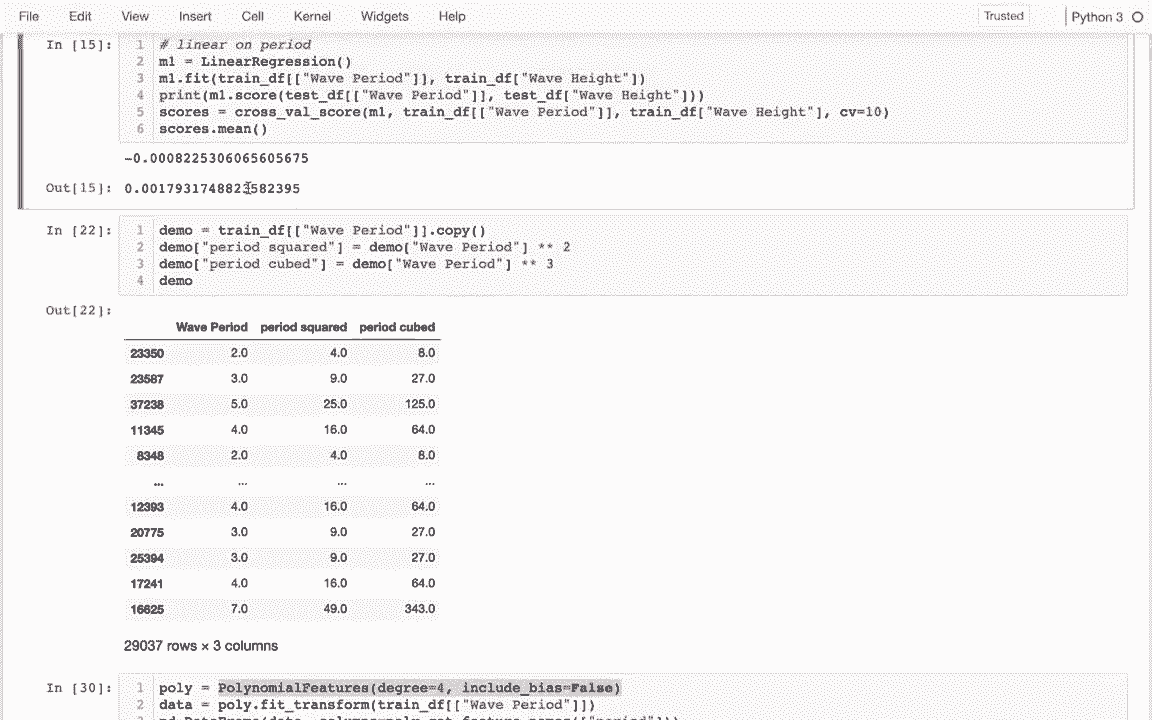 File Edit View Insert Cell Kernel Widgets Help Trusted Python 3
In [15]: 1 # linear on period
2 m1 = LinearRegression()
3 m1.fit(train_df[["Wave Period"]], train_df["Wave Height"])
4 print(m1.score(test_df[["Wave Period"]], test_df["Wave Height"]))
5 scores = cross_val_score(m1, train_df[["Wave Period"]], train_df["Wave Height"], cv=10)
6 scores.mean()
-0.0008225306065605675
Out[15]:
In [22]: 1 demo = train_df[["Wave Period"]].copy()
2 demo["period squared"] = demo["Wave Period"] ** 2
3 demo["period cubed"] = demo["Wave Period"] ** 3
4 demo
Out[22]:
Wave Period period squared period cubed
23350 2.0 4.0 8.0
23587 3.0 9.0 27.0
37238 5.0 25.0 125.0
11345 4.0 16.0 64.0
8348 2.0 4.0 8.0
... ... ... ...
12393 4.0 16.0 64.0
20775 3.0 9.0 27.0
25394 3.0 9.0 27.0
17241 4.0 16.0 64.0
16625 7.0 49.0 343.0
29037 rows × 3 columns
In [30]: 1 poly = PolynomialFeatures(degree=4, include_bias=False)
2 data = poly.fit_transform(train_df[["Wave Period"]])